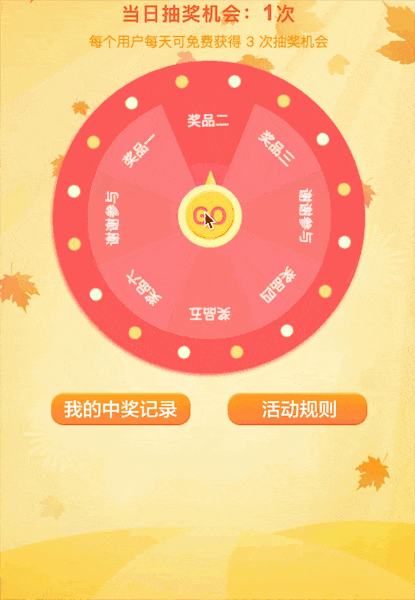 当日抽奖机会：1次
每个用户每天可免费获得 3 次抽奖机会
奖品二
奖品一
奖品三
谢谢参与
谢谢参与
奖品六
奖品四
奖品五
GO
我的中奖记录
活动规则